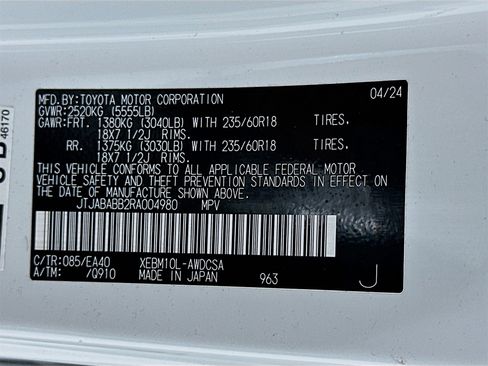 MFD.BY:TOYOTA MOTOR CORPORATION 04/24
GVWR:2520KG (5555LB)
GAWR:FRT. 1380KG (3040LB) WITH 235/60R18 TIRES.
18X7 1/2J RIMS.
RR. 1375KG (3030LB) WITH 235/60R18 TIRES.
18X7 1/2J RIMS.
THIS VEHICLE CONFORMS TO ALL APPLICABLE FEDERAL MOTOR
VEHICLE SAFETY AND THEFT PREVENTION STANDARDS IN EFFECT ON
THE DATE OF MANUFACTURE SHOWN ABOVE.
JTJABABB2RA004980 MPV
C/TR:085/EA40 XEBM10L-AWDCSA
A/TM: /Q910 MADE IN JAPAN 963 J
46170